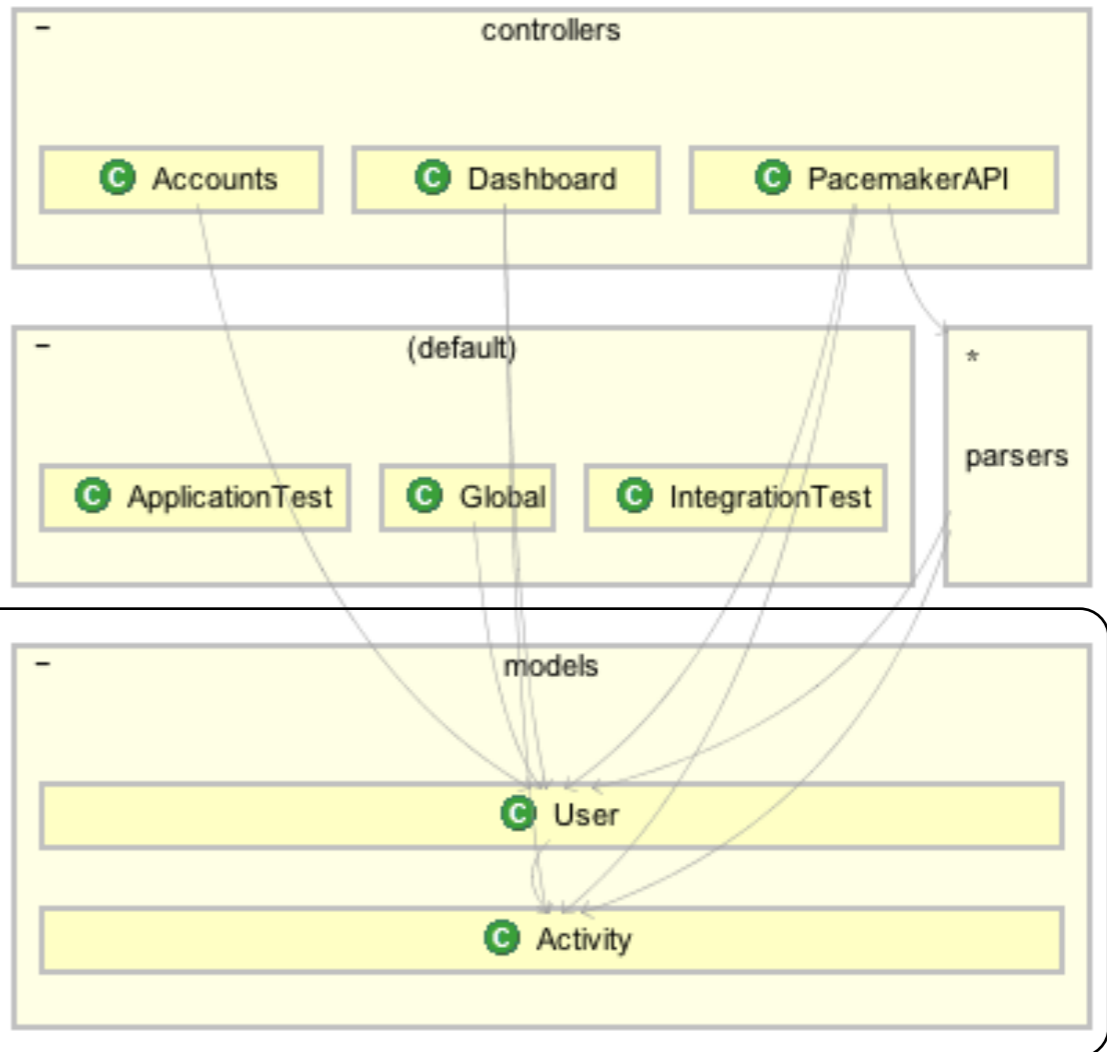 − controllers
C Accounts C Dashboard C PacemakerAPI
− (default)
*
parsers
C ApplicationTest C Global C IntegrationTest
− models
C User
C Activity